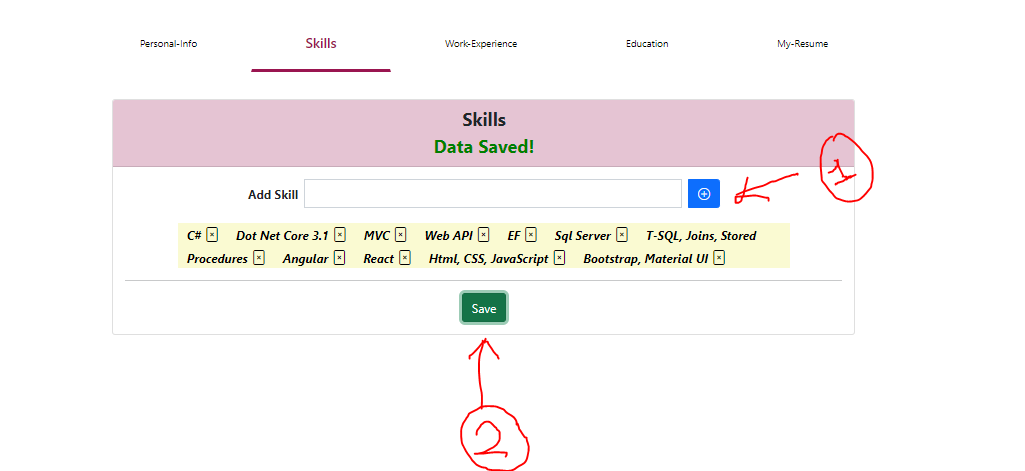 Personal-Info Skills Work-Experience Education My-Resume
Skills
Data Saved!
1
Add Skill
C# × Dot Net Core 3.1 × MVC × Web API × EF × Sql Server × T-SQL, Joins, Stored
Procedures × Angular × React × Html, CSS, JavaScript × Bootstrap, Material UI ×
Save
2